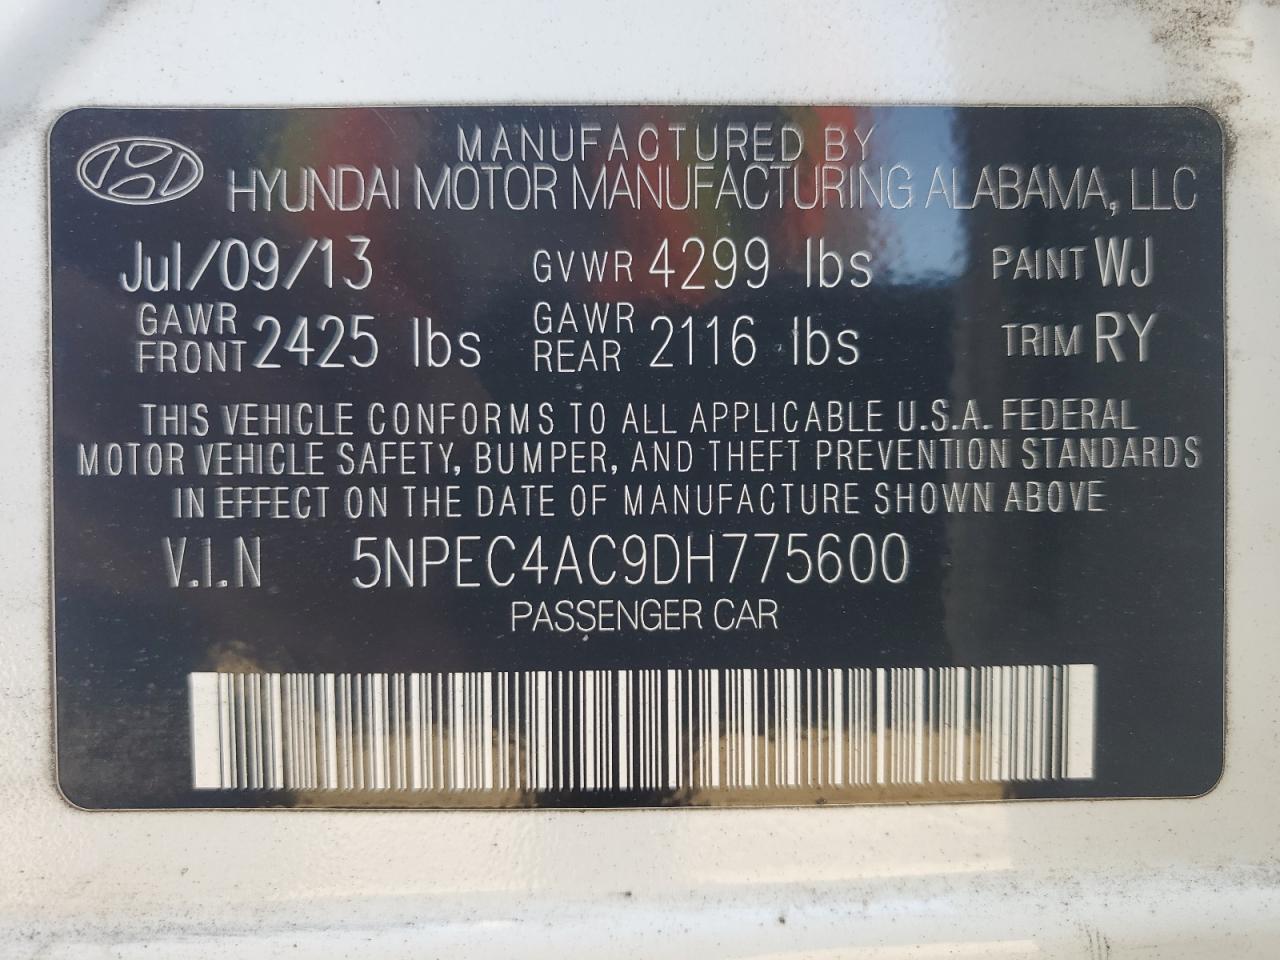 MANUFACTURED BY
HYUNDAI MOTOR MANUFACTURING ALABAMA, LLC
Jul/09/13 GVWR 4299 lbs PAINT WJ
GAWR FRONT 2425 lbs GAWR REAR 2116 lbs TRIM RY
THIS VEHICLE CONFORMS TO ALL APPLICABLE U.S.A. FEDERAL
MOTOR VEHICLE SAFETY, BUMPER, AND THEFT PREVENTION STANDARDS
IN EFFECT ON THE DATE OF MANUFACTURE SHOWN ABOVE
V.I.N 5NPEC4AC9DH775600
PASSENGER CAR